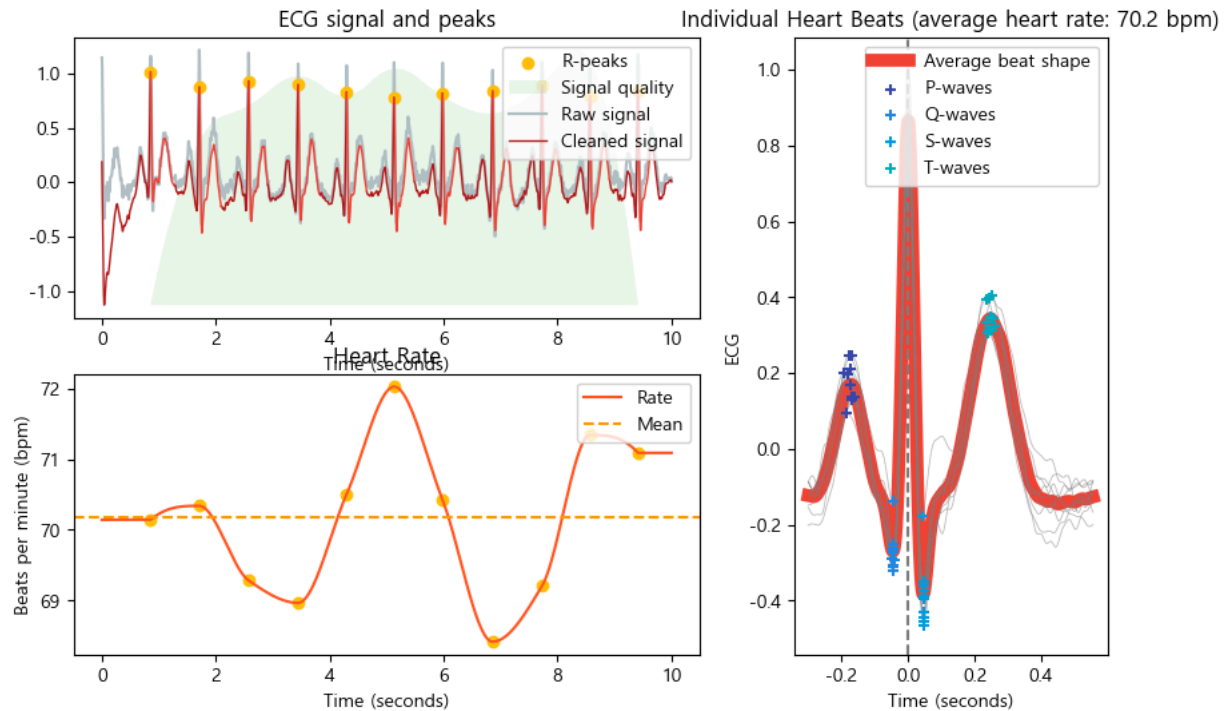 ECG signal and peaks
R-peaks
Signal quality
Raw signal
Cleaned signal
1.0
0.5
0.0
-0.5
-1.0
0
2
4
6
8
10
Time (seconds)
Heart Rate
Rate
Mean
Beats per minute (bpm)
72
71
70
69
0
2
4
6
8
10
Time (seconds)
Individual Heart Beats (average heart rate: 70.2 bpm)
Average beat shape
P-waves
Q-waves
S-waves
T-waves
ECG
1.0
0.8
0.6
0.4
0.2
0.0
-0.2
-0.4
-0.2
0.0
0.2
0.4
Time (seconds)